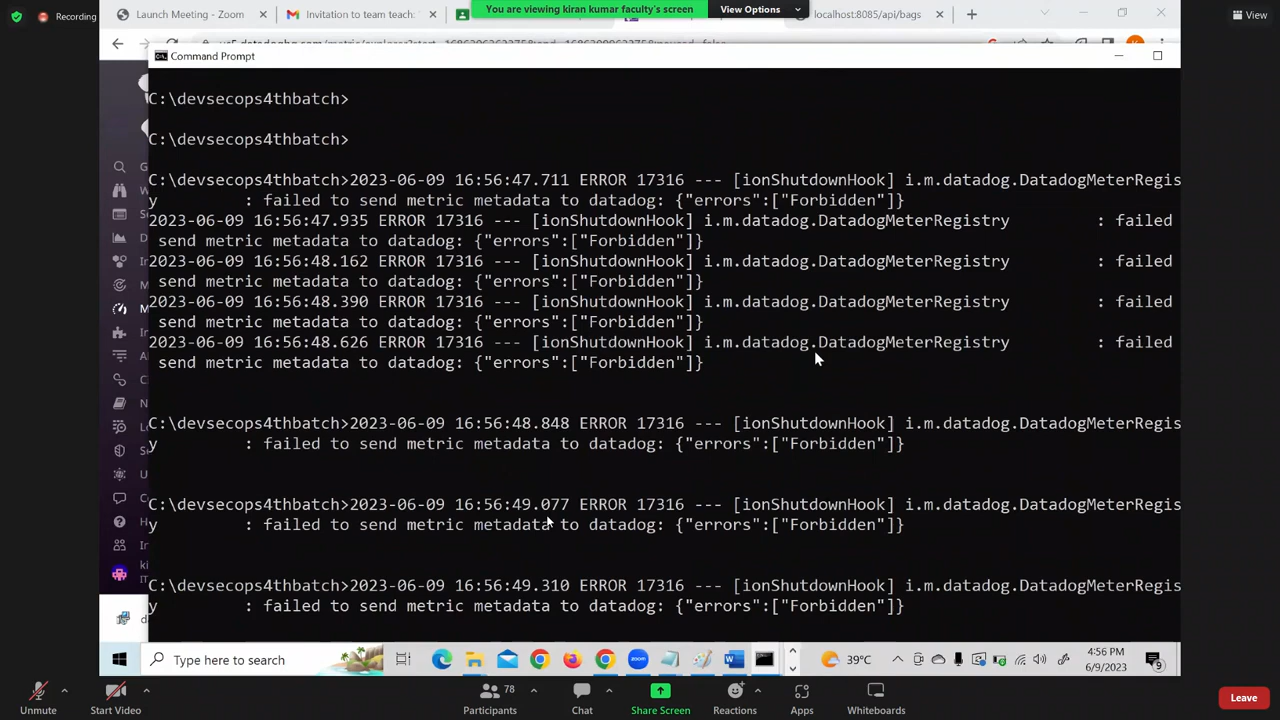 Recording
Launch Meeting - Zoom
Invitation to team teach:
You are viewing kiran kumar faculty's screen
View Options
localhost:8085/api/bags
View
Command Prompt
C:\devsecops4thbatch>
C:\devsecops4thbatch>
C:\devsecops4thbatch>2023-06-09 16:56:47.711 ERROR 17316 --- [ionShutdownHook] i.m.datadog.DatadogMeterRegis
y : failed to send metric metadata to datadog: {"errors":["Forbidden"]}
2023-06-09 16:56:47.935 ERROR 17316 --- [ionShutdownHook] i.m.datadog.DatadogMeterRegistry : failed
send metric metadata to datadog: {"errors":["Forbidden"]}
2023-06-09 16:56:48.162 ERROR 17316 --- [ionShutdownHook] i.m.datadog.DatadogMeterRegistry : failed
send metric metadata to datadog: {"errors":["Forbidden"]}
2023-06-09 16:56:48.390 ERROR 17316 --- [ionShutdownHook] i.m.datadog.DatadogMeterRegistry : failed
send metric metadata to datadog: {"errors":["Forbidden"]}
2023-06-09 16:56:48.626 ERROR 17316 --- [ionShutdownHook] i.m.datadog.DatadogMeterRegistry : failed
send metric metadata to datadog: {"errors":["Forbidden"]}
C:\devsecops4thbatch>2023-06-09 16:56:48.848 ERROR 17316 --- [ionShutdownHook] i.m.datadog.DatadogMeterRegis
y : failed to send metric metadata to datadog: {"errors":["Forbidden"]}
C:\devsecops4thbatch>2023-06-09 16:56:49.077 ERROR 17316 --- [ionShutdownHook] i.m.datadog.DatadogMeterRegis
y : failed to send metric metadata to datadog: {"errors":["Forbidden"]}
C:\devsecops4thbatch>2023-06-09 16:56:49.310 ERROR 17316 --- [ionShutdownHook] i.m.datadog.DatadogMeterRegis
y : failed to send metric metadata to datadog: {"errors":["Forbidden"]}
Type here to search
39°C
4:56 PM
6/9/2023
9
Unmute
Start Video
78
Participants
Chat
Share Screen
Reactions
Apps
Whiteboards
Leave